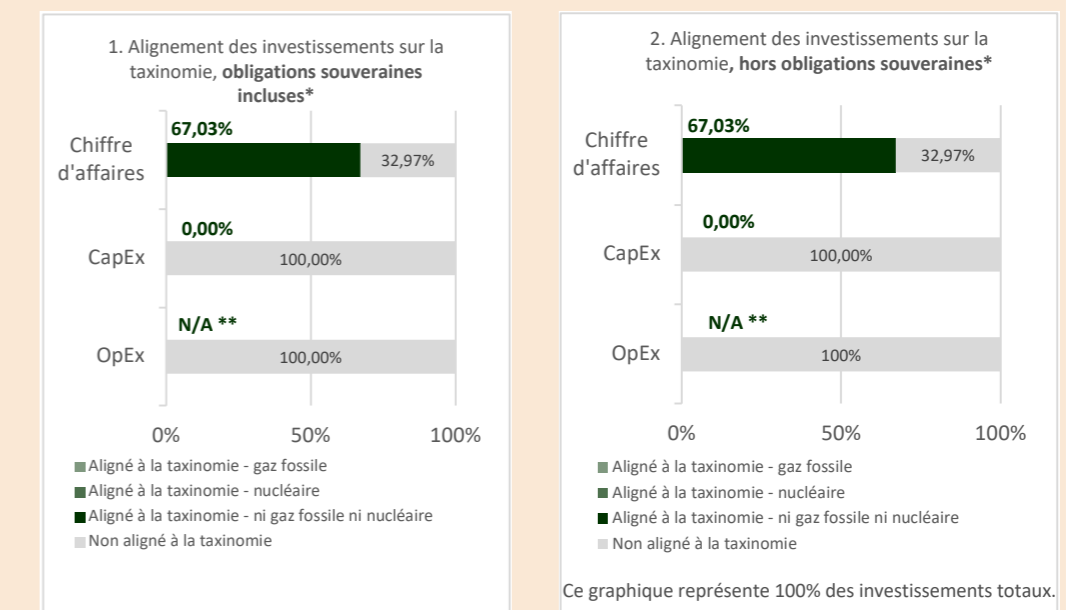 1. Alignement des investissements sur la
taxinomie, obligations souveraines
incluses*
67,03%
Chiffre
d'affaires
32,97%
0,00%
CapEx
100,00%
N/A **
OpEx
100,00%
0%
50%
100%
Aligné à la taxinomie - gaz fossile
Aligné à la taxinomie - nucléaire
Aligné à la taxinomie - ni gaz fossile ni nucléaire
Non aligné à la taxinomie
2. Alignement des investissements sur la
taxinomie, hors obligations souveraines*
67,03%
Chiffre
d'affaires
32,97%
0,00%
CapEx
100,00%
N/A **
OpEx
100%
0%
50%
100%
Aligné à la taxinomie - gaz fossile
Aligné à la taxinomie - nucléaire
Aligné à la taxinomie - ni gaz fossile ni nucléaire
Non aligné à la taxinomie
Ce graphique représente 100% des investissements totaux.